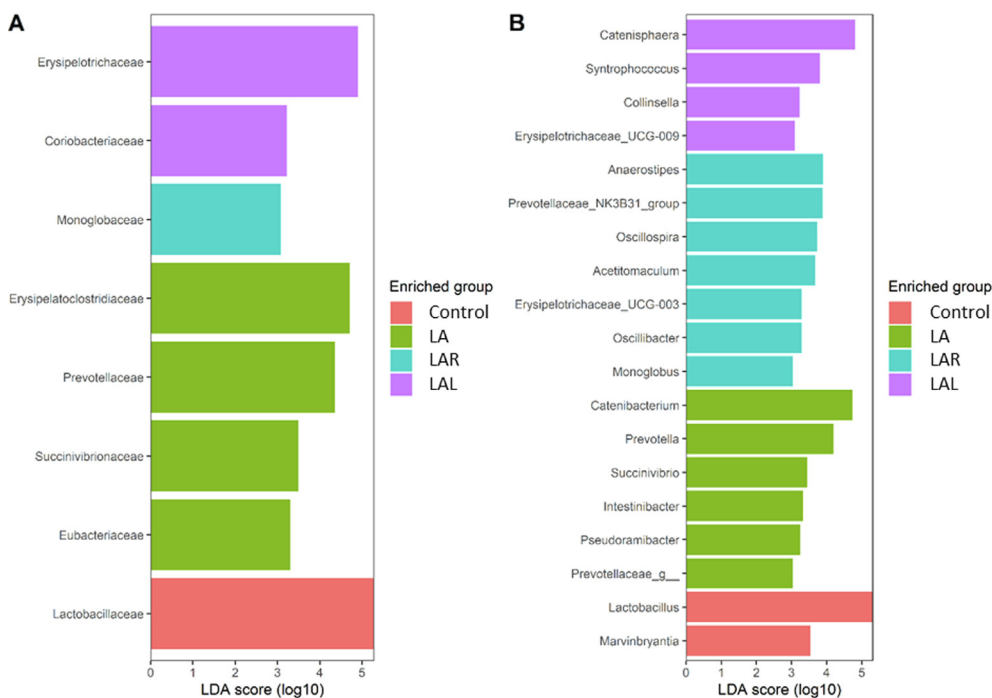 A
Erysipelotrichaceae
Coriobacteriaceae
Monoglobaceae
Erysipelatoclostridiaceae
Prevotellaceae
Succinivibrionaceae
Eubacteriaceae
Lactobacillaceae
0 1 2 3 4 5
LDA score (log10)
Enriched group
Control
LA
LAR
LAL
B
Catenisphaera
Syntrophococcus
Collinsella
Erysipelotrichaceae_UCG-009
Anaerostipes
Prevotellaceae_NK3B31_group
Oscillospira
Acetitomaculum
Erysipelotrichaceae_UCG-003
Oscillibacter
Monoglobus
Catenibacterium
Prevotella
Succinivibrio
Intestinibacter
Pseudoramibacter
Prevotellaceae_g__
Lactobacillus
Marvinbryantia
0 1 2 3 4 5
LDA score (log10)
Enriched group
Control
LA
LAR
LAL